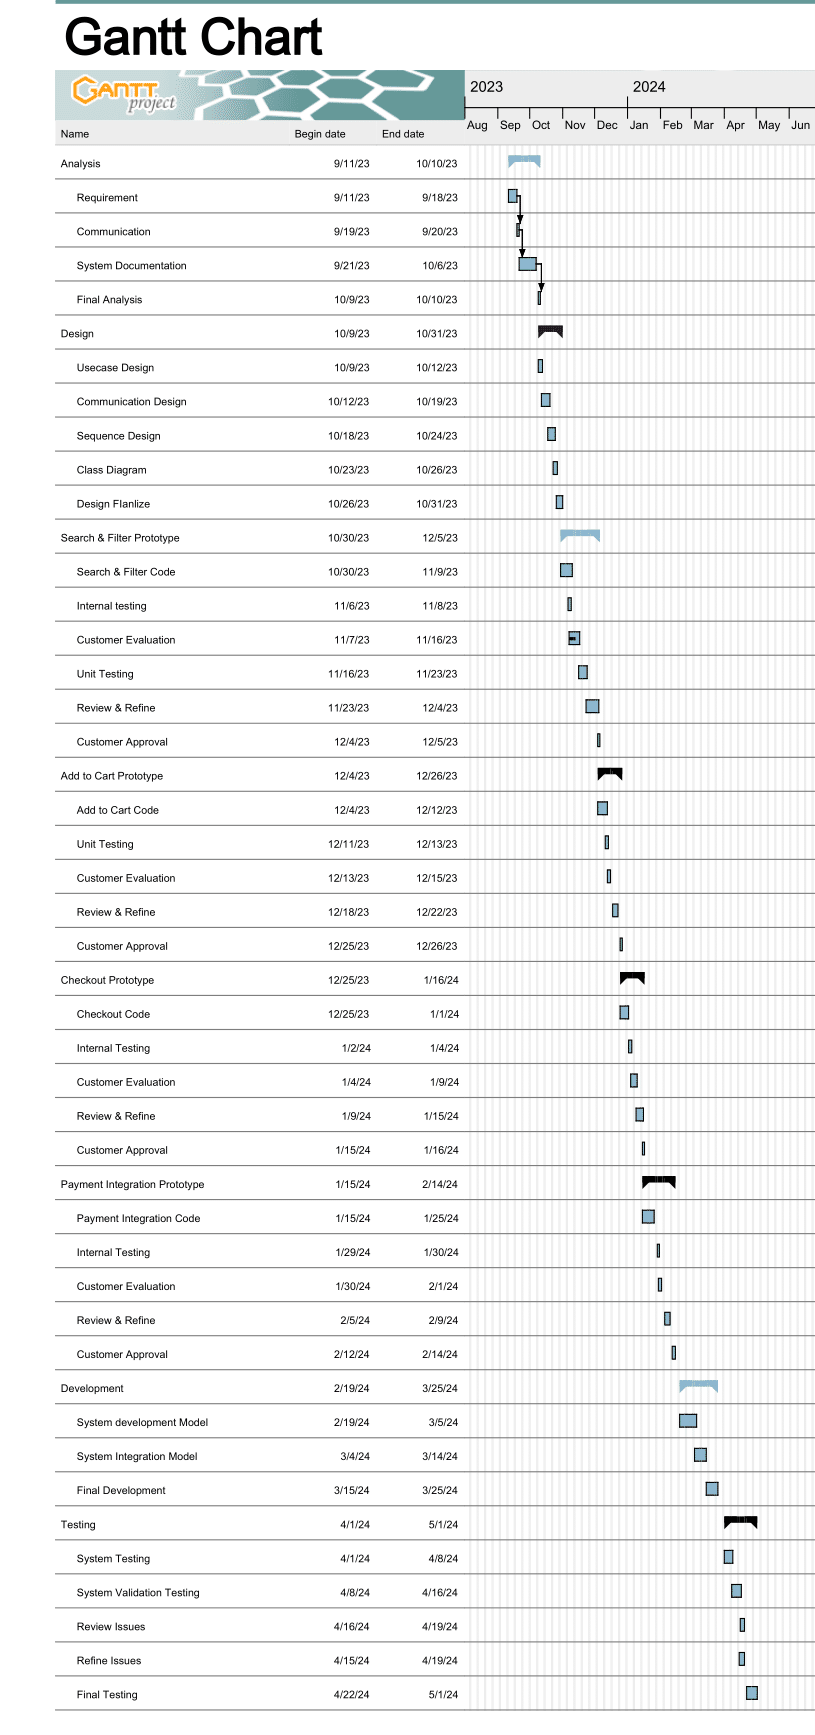 Gantt Chart
GANTT project
2023 2024
Name Begin date End date Aug Sep Oct Nov Dec Jan Feb Mar Apr May Jun
Analysis 9/11/23 10/10/23
Requirement 9/11/23 9/18/23
Communication 9/19/23 9/20/23
System Documentation 9/21/23 10/6/23
Final Analysis 10/9/23 10/10/23
Design 10/9/23 10/31/23
Usecase Design 10/9/23 10/12/23
Communication Design 10/12/23 10/19/23
Sequence Design 10/18/23 10/24/23
Class Diagram 10/23/23 10/26/23
Design FIanlize 10/26/23 10/31/23
Search & Filter Prototype 10/30/23 12/5/23
Search & Filter Code 10/30/23 11/9/23
Internal testing 11/6/23 11/8/23
Customer Evaluation 11/7/23 11/16/23
Unit Testing 11/16/23 11/23/23
Review & Refine 11/23/23 12/4/23
Customer Approval 12/4/23 12/5/23
Add to Cart Prototype 12/4/23 12/26/23
Add to Cart Code 12/4/23 12/12/23
Unit Testing 12/11/23 12/13/23
Customer Evaluation 12/13/23 12/15/23
Review & Refine 12/18/23 12/22/23
Customer Approval 12/25/23 12/26/23
Checkout Prototype 12/25/23 1/16/24
Checkout Code 12/25/23 1/1/24
Internal Testing 1/2/24 1/4/24
Customer Evaluation 1/4/24 1/9/24
Review & Refine 1/9/24 1/15/24
Customer Approval 1/15/24 1/16/24
Payment Integration Prototype 1/15/24 2/14/24
Payment Integration Code 1/15/24 1/25/24
Internal Testing 1/29/24 1/30/24
Customer Evaluation 1/30/24 2/1/24
Review & Refine 2/5/24 2/9/24
Customer Approval 2/12/24 2/14/24
Development 2/19/24 3/25/24
System development Model 2/19/24 3/5/24
System Integration Model 3/4/24 3/14/24
Final Development 3/15/24 3/25/24
Testing 4/1/24 5/1/24
System Testing 4/1/24 4/8/24
System Validation Testing 4/8/24 4/16/24
Review Issues 4/16/24 4/19/24
Refine Issues 4/15/24 4/19/24
Final Testing 4/22/24 5/1/24